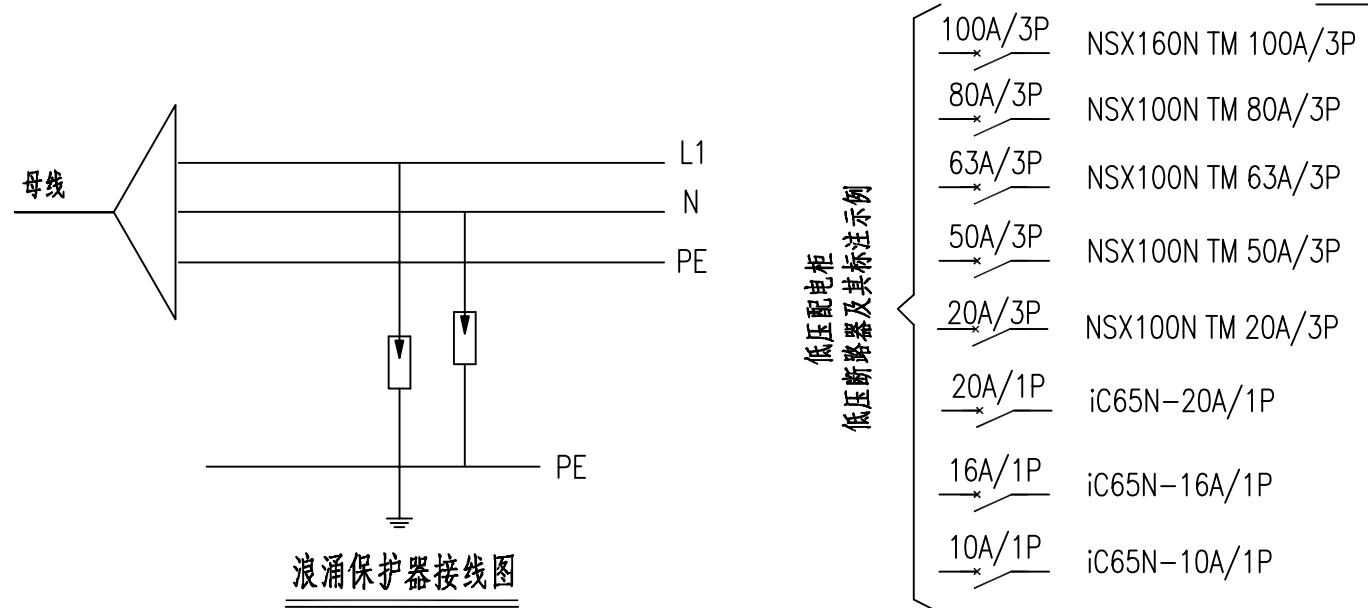 母线
L1
N
PE
PE
浪涌保护器接线图
低压配电柜
低压断路器及其标注示例
100A/3P NSX160N TM 100A/3P
80A/3P NSX100N TM 80A/3P
63A/3P NSX100N TM 63A/3P
50A/3P NSX100N TM 50A/3P
20A/3P NSX100N TM 20A/3P
20A/1P iC65N-20A/1P
16A/1P iC65N-16A/1P
10A/1P iC65N-10A/1P